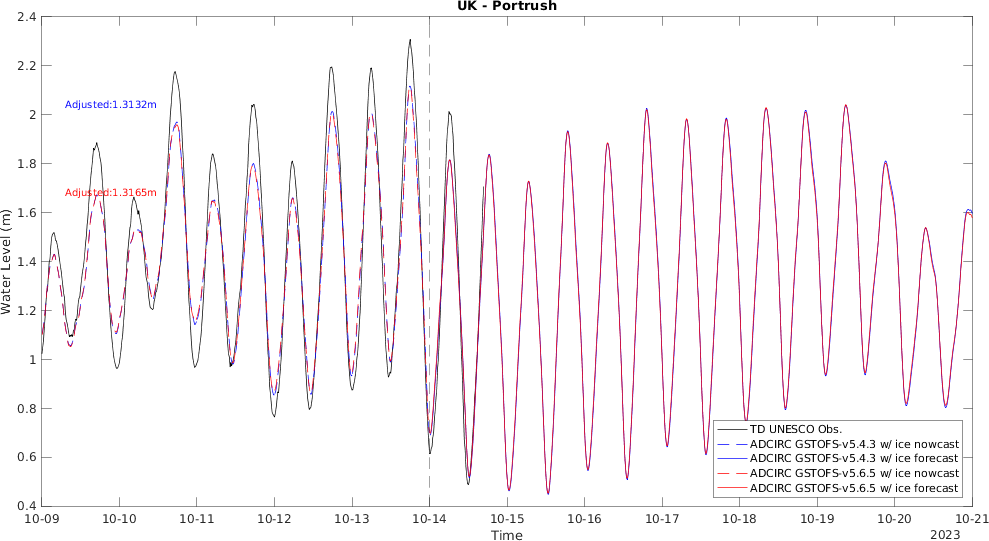 UK - Portrush
2.4
2.2
2
1.8
1.6
1.4
1.2
1
0.8
0.6
0.4
Water Level (m)
Adjusted:1.3132m
Adjusted:1.3165m
TD UNESCO Obs.
ADCIRC GSTOFS-v5.4.3 w/ ice nowcast
ADCIRC GSTOFS-v5.4.3 w/ ice forecast
ADCIRC GSTOFS-v5.6.5 w/ ice nowcast
ADCIRC GSTOFS-v5.6.5 w/ ice forecast
10-09 10-10 10-11 10-12 10-13 10-14 10-15 10-16 10-17 10-18 10-19 10-20 10-21
Time
2023